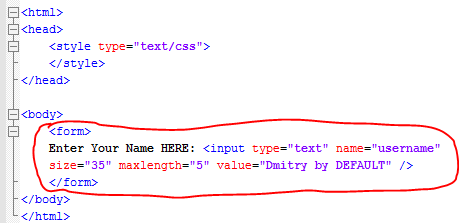 <html>
<head>
<style type="text/css">
</style>
</head>
<body>
<form>
Enter Your Name HERE: <input type="text" name="username"
size="35" maxlength="5" value="Dmitry by DEFAULT" />
</form>
</body>
</html>